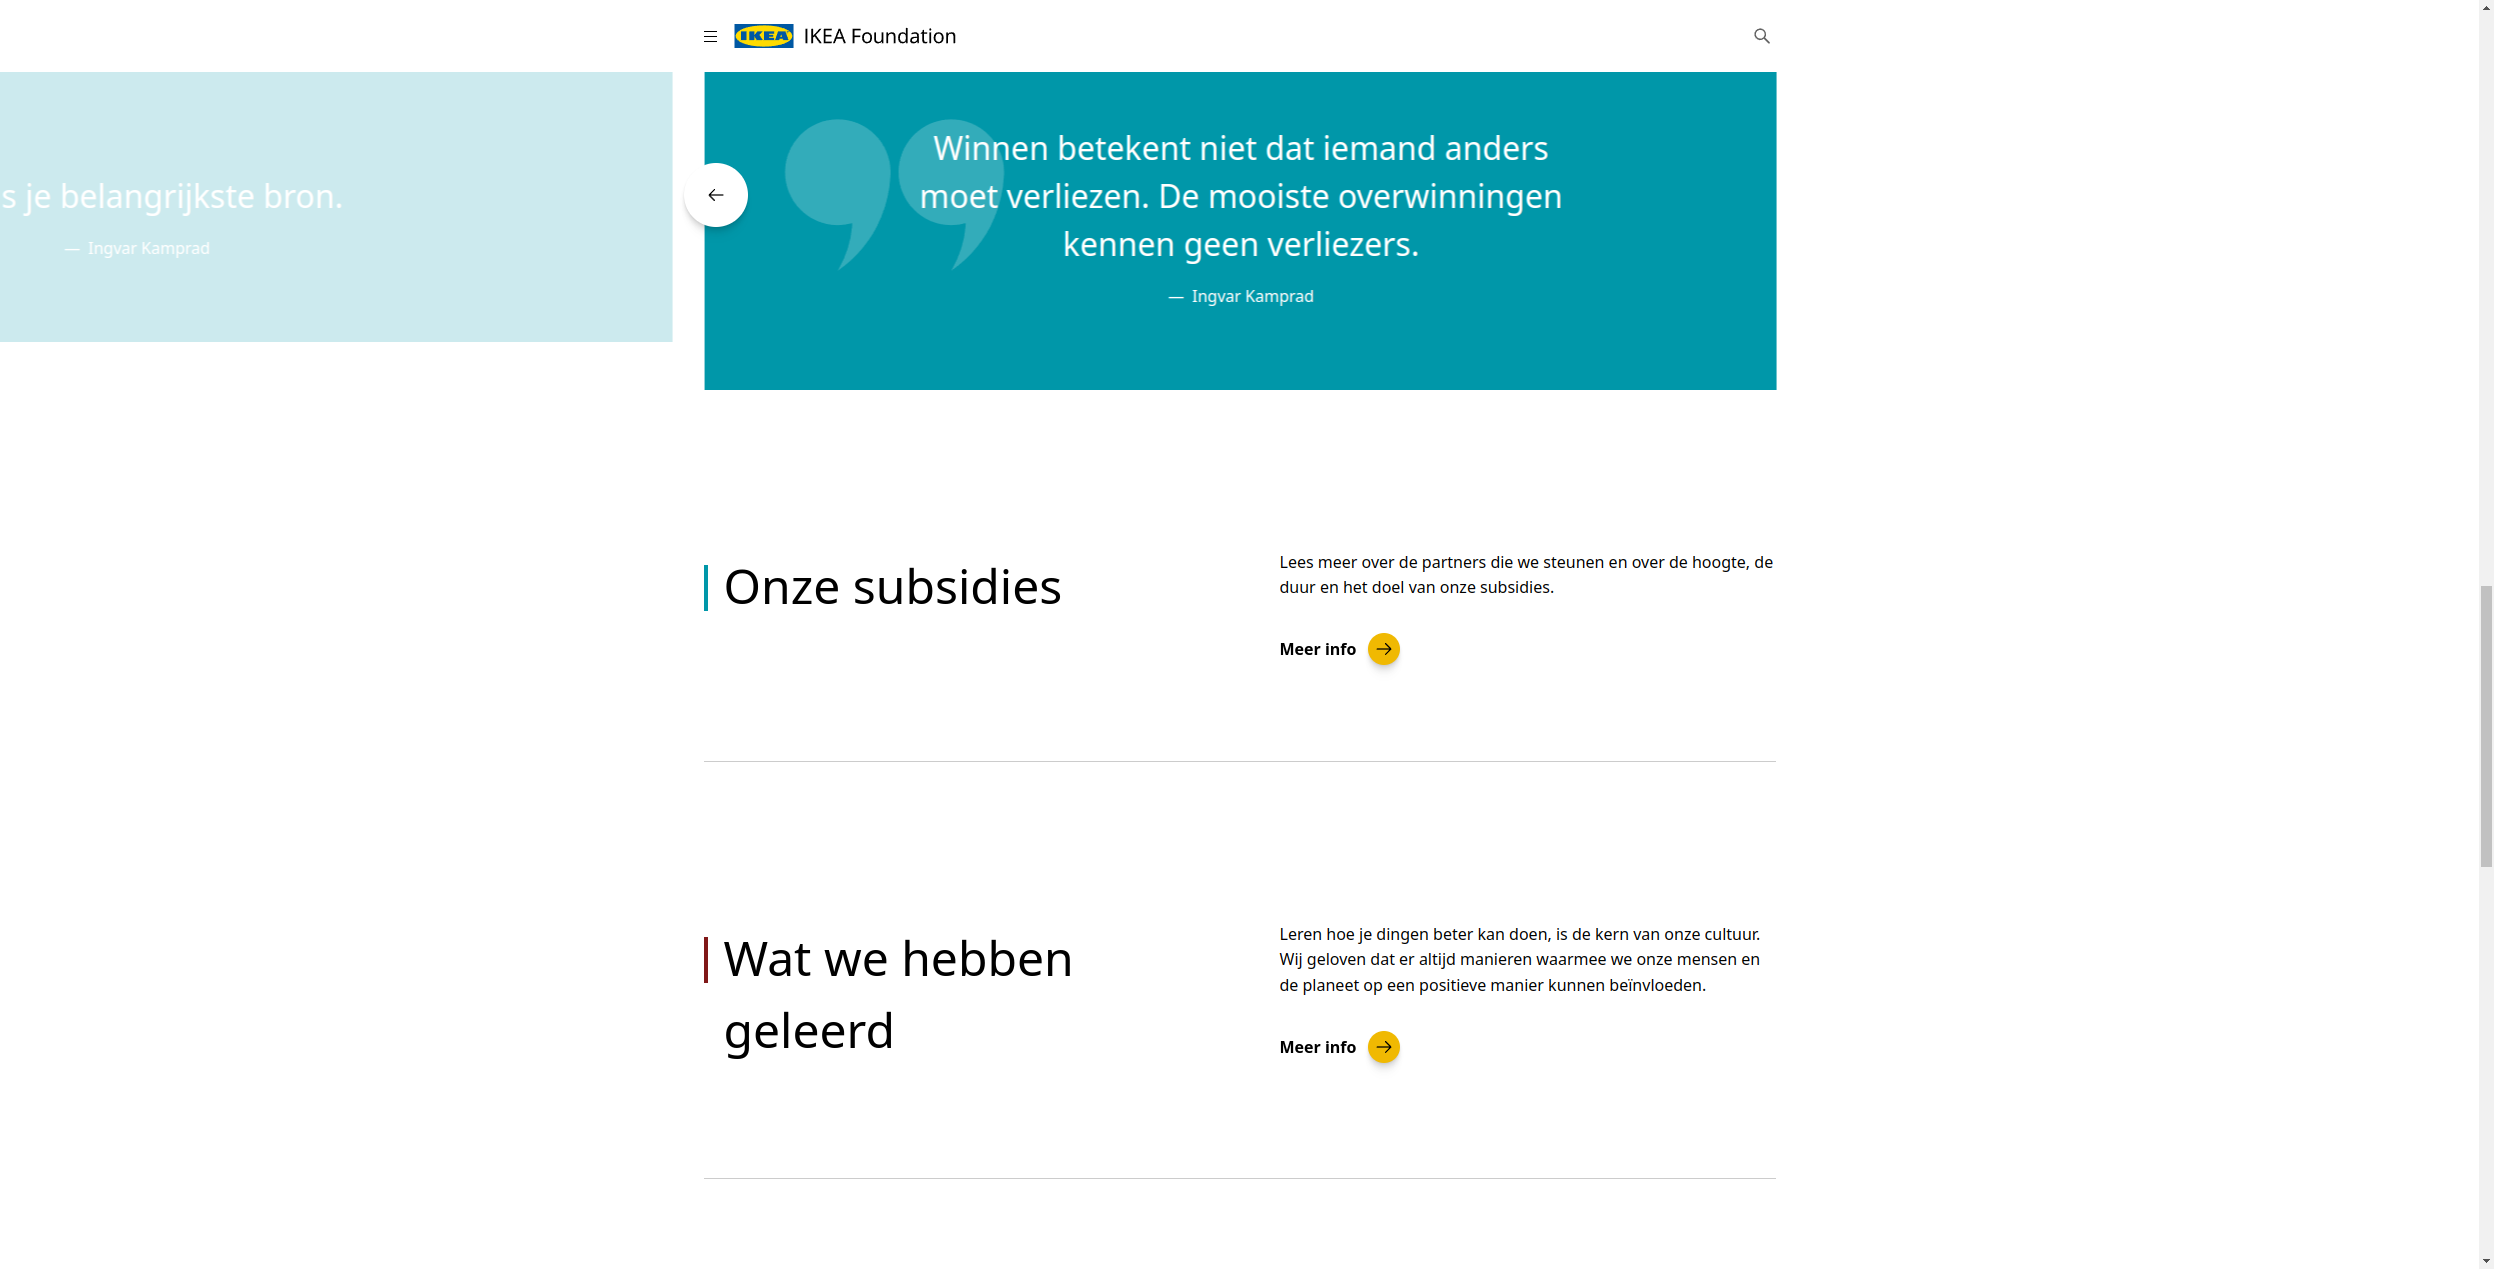 IKEA
IKEA Foundation
s je belangrijkste bron.
— Ingvar Kamprad
Winnen betekent niet dat iemand anders
moet verliezen. De mooiste overwinningen
kennen geen verliezers.
— Ingvar Kamprad
Onze subsidies
Lees meer over de partners die we steunen en over de hoogte, de
duur en het doel van onze subsidies.
Meer info
Wat we hebben
geleerd
Leren hoe je dingen beter kan doen, is de kern van onze cultuur.
Wij geloven dat er altijd manieren waarmee we onze mensen en
de planeet op een positieve manier kunnen beïnvloeden.
Meer info